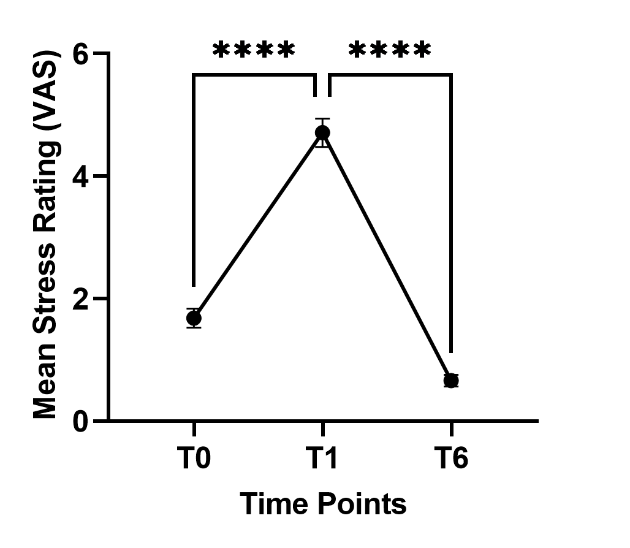 **** ****
6
4
2
0
Mean Stress Rating (VAS)
T0 T1 T6
Time Points